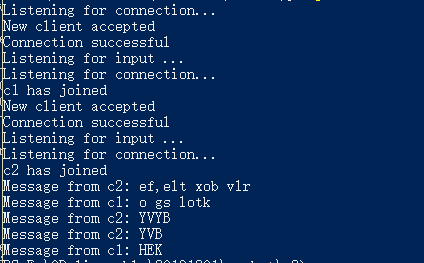 Listening for connection...
New client accepted
Connection successful
Listening for input ...
Listening for connection...
c1 has joined
New client accepted
Connection successful
Listening for input ...
Listening for connection...
c2 has joined
Message from c2: ef,elt xob vlr
Message from c1: o gs lotk
Message from c2: YVYB
Message from c2: YVB
Message from c1: HEK